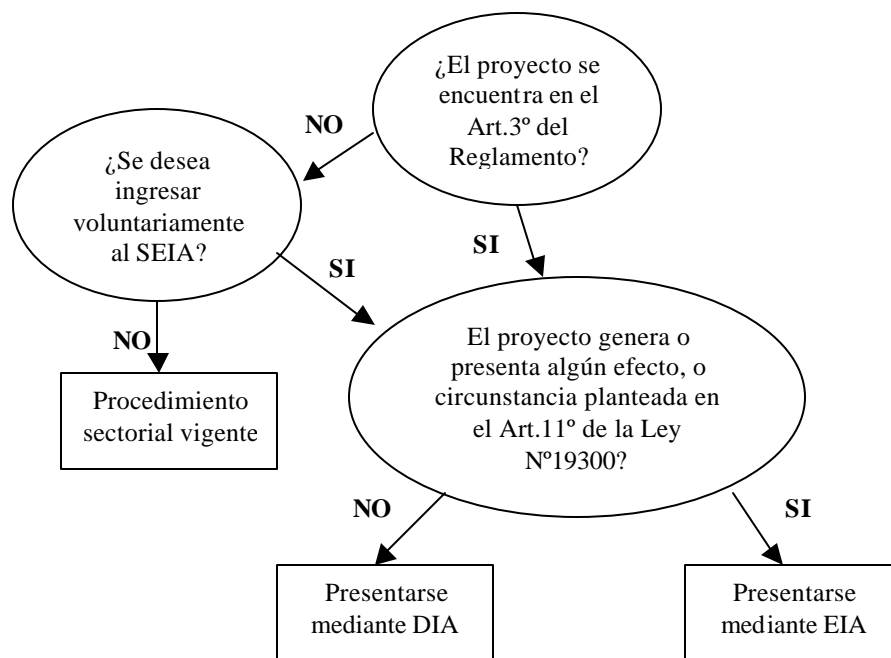 ¿El proyecto se
encuentra en el
Art.3º del
Reglamento?
NO
¿Se desea
ingresar
voluntariamente
al SEIA?
SI
SI
NO
El proyecto genera o
presenta algún efecto, o
circunstancia planteada en
el Art.11º de la Ley
Nº19300?
Procedimiento
sectorial vigente
NO
SI
Presentarse
mediante DIA
Presentarse
mediante EIA